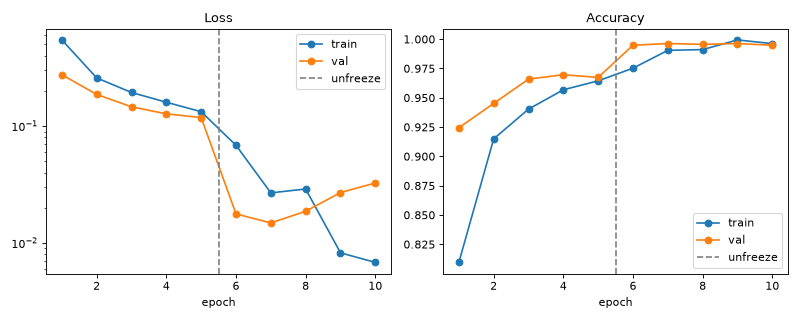 Loss
train
val
unfreeze
10⁻¹
10⁻²
2
4
6
8
10
epoch
Accuracy
1.000
0.975
0.950
0.925
0.900
0.875
0.850
0.825
train
val
unfreeze
2
4
6
8
10
epoch